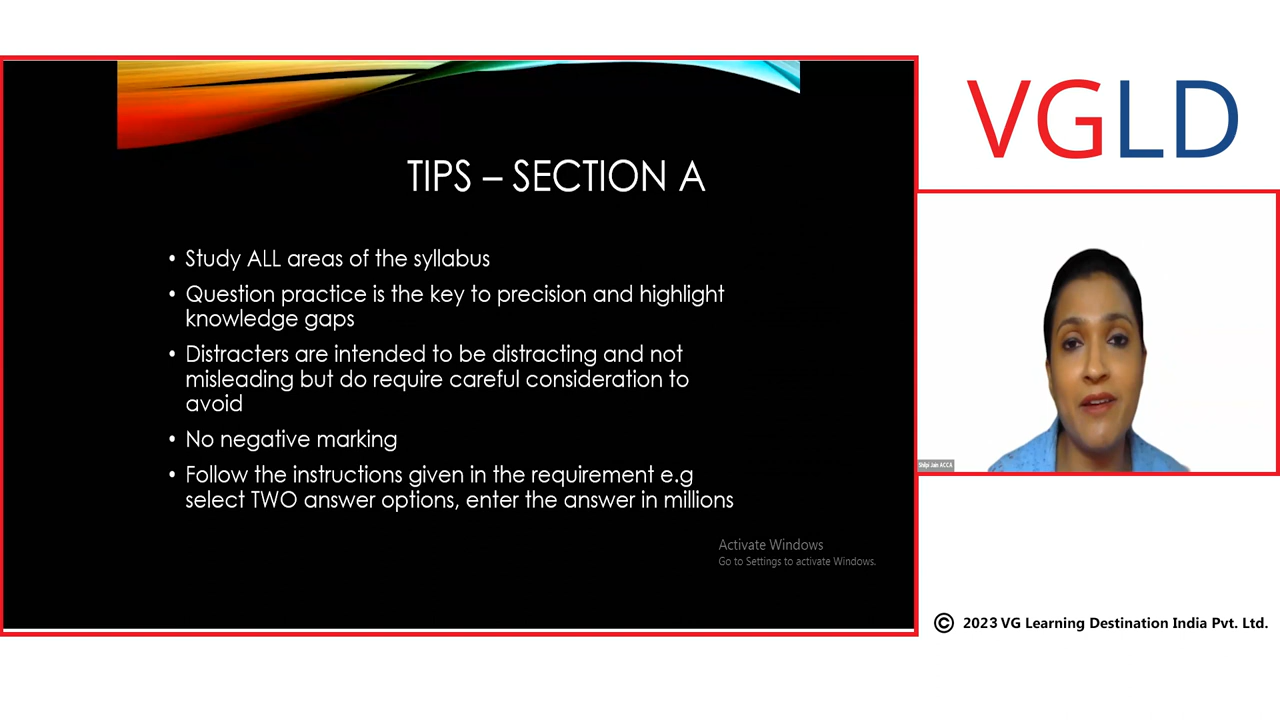 VGLD
TIPS – SECTION A
• Study ALL areas of the syllabus
• Question practice is the key to precision and highlight
knowledge gaps
• Distracters are intended to be distracting and not
misleading but do require careful consideration to
avoid
• No negative marking
• Follow the instructions given in the requirement e.g
select TWO answer options, enter the answer in millions
Activate Windows
Go to Settings to activate Windows.
Shilpi Jain ACCA
© 2023 VG Learning Destination India Pvt. Ltd.